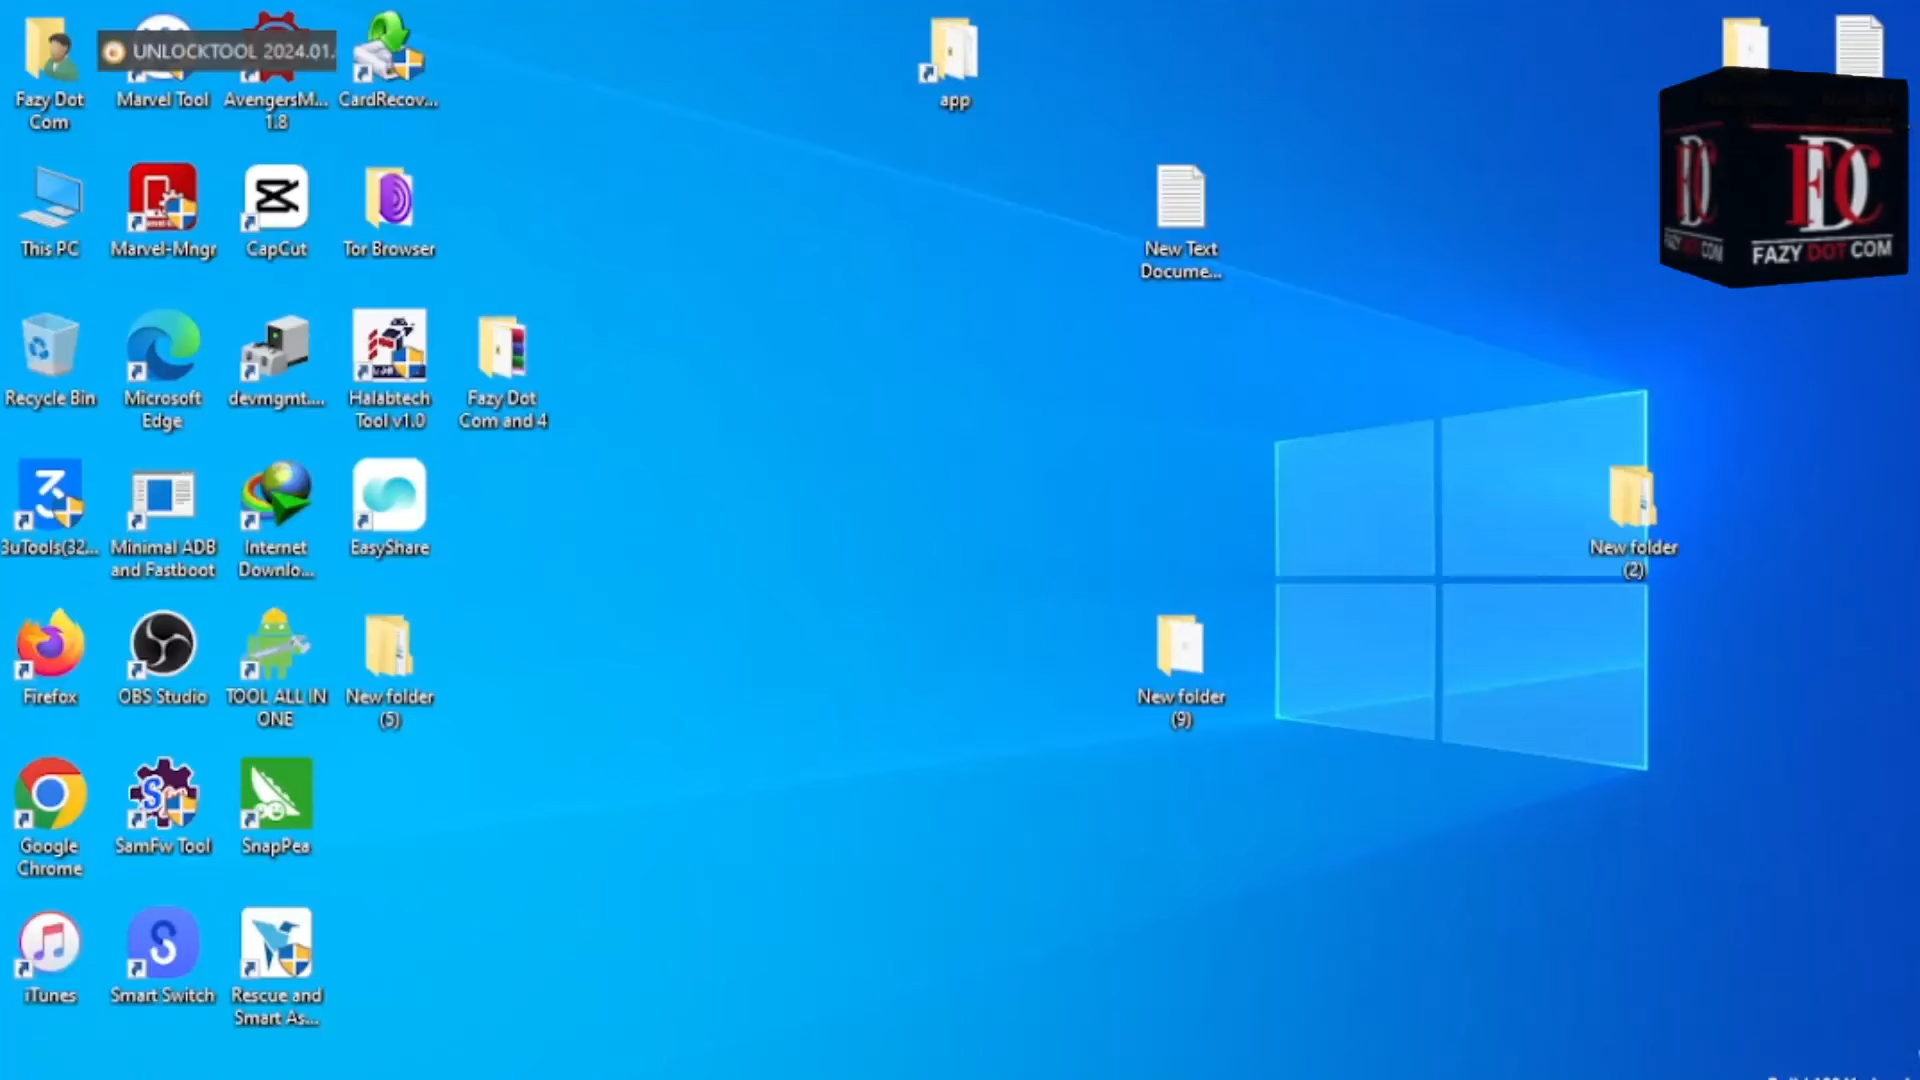 UNLOCKTOOL 2024.01.
Fazy Dot
Com
Marvel Tool
AvengersM...
1.8
CardRecov...
app
This PC
Marvel-Mngr
CapCut
Tor Browser
New Text
Docume...
FDC
FAZY DOT COM
FAZY DOT COM
Recycle Bin
Microsoft
Edge
devmgmt....
Halabtech
Tool v1.0
Fazy Dot
Com and 4
3uTools(32...
Minimal ADB
and Fastboot
Internet
Downlo...
EasyShare
New folder
(2)
Firefox
OBS Studio
TOOL ALL IN
ONE
New folder
(5)
New folder
(9)
Google
Chrome
SamFw Tool
SnapPea
iTunes
Smart Switch
Rescue and
Smart As...